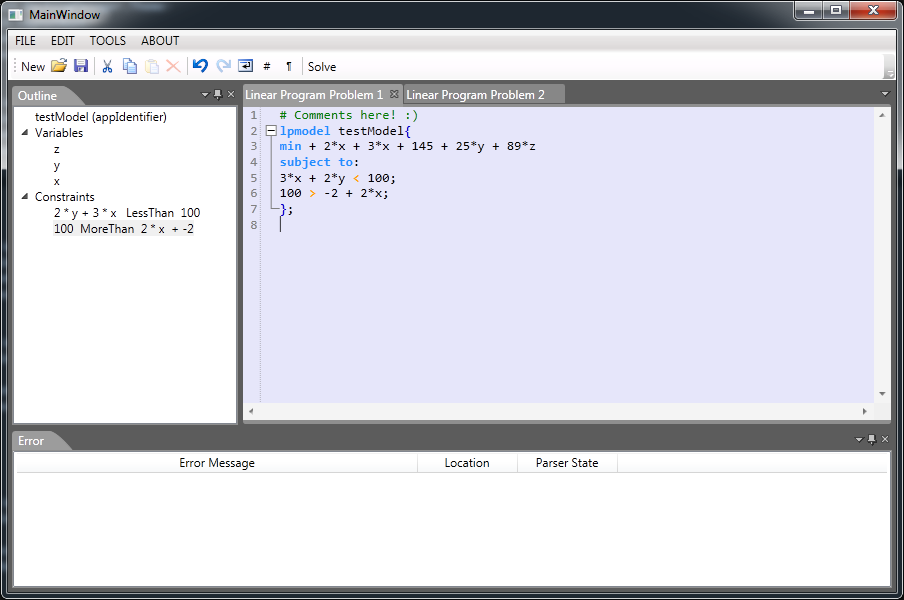 MainWindow
FILE EDIT TOOLS ABOUT
New # ¶ Solve
Outline
testModel (appIdentifier)
Variables
z
y
x
Constraints
2 * y + 3 * x LessThan 100
100 MoreThan 2 * x + -2
Linear Program Problem 1 Linear Program Problem 2
1 # Comments here! :)
2 lpmodel testModel{
3 min + 2*x + 3*x + 145 + 25*y + 89*z
4 subject to:
5 3*x + 2*y < 100;
6 100 > -2 + 2*x;
7 };
8
Error
Error Message Location Parser State